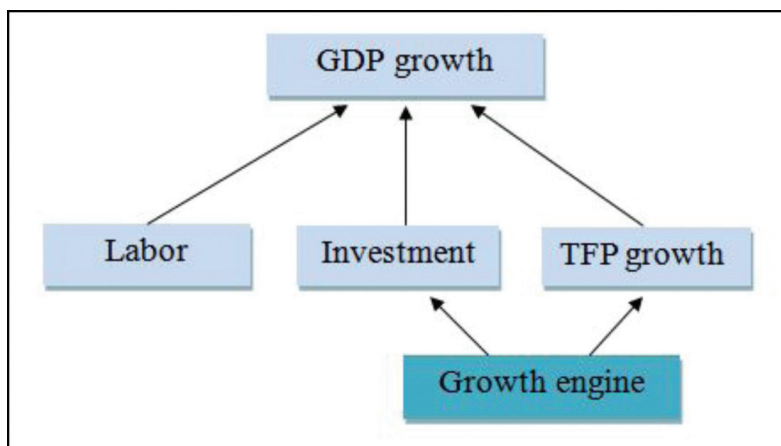 GDP growth
Labor
Investment
TFP growth
Growth engine